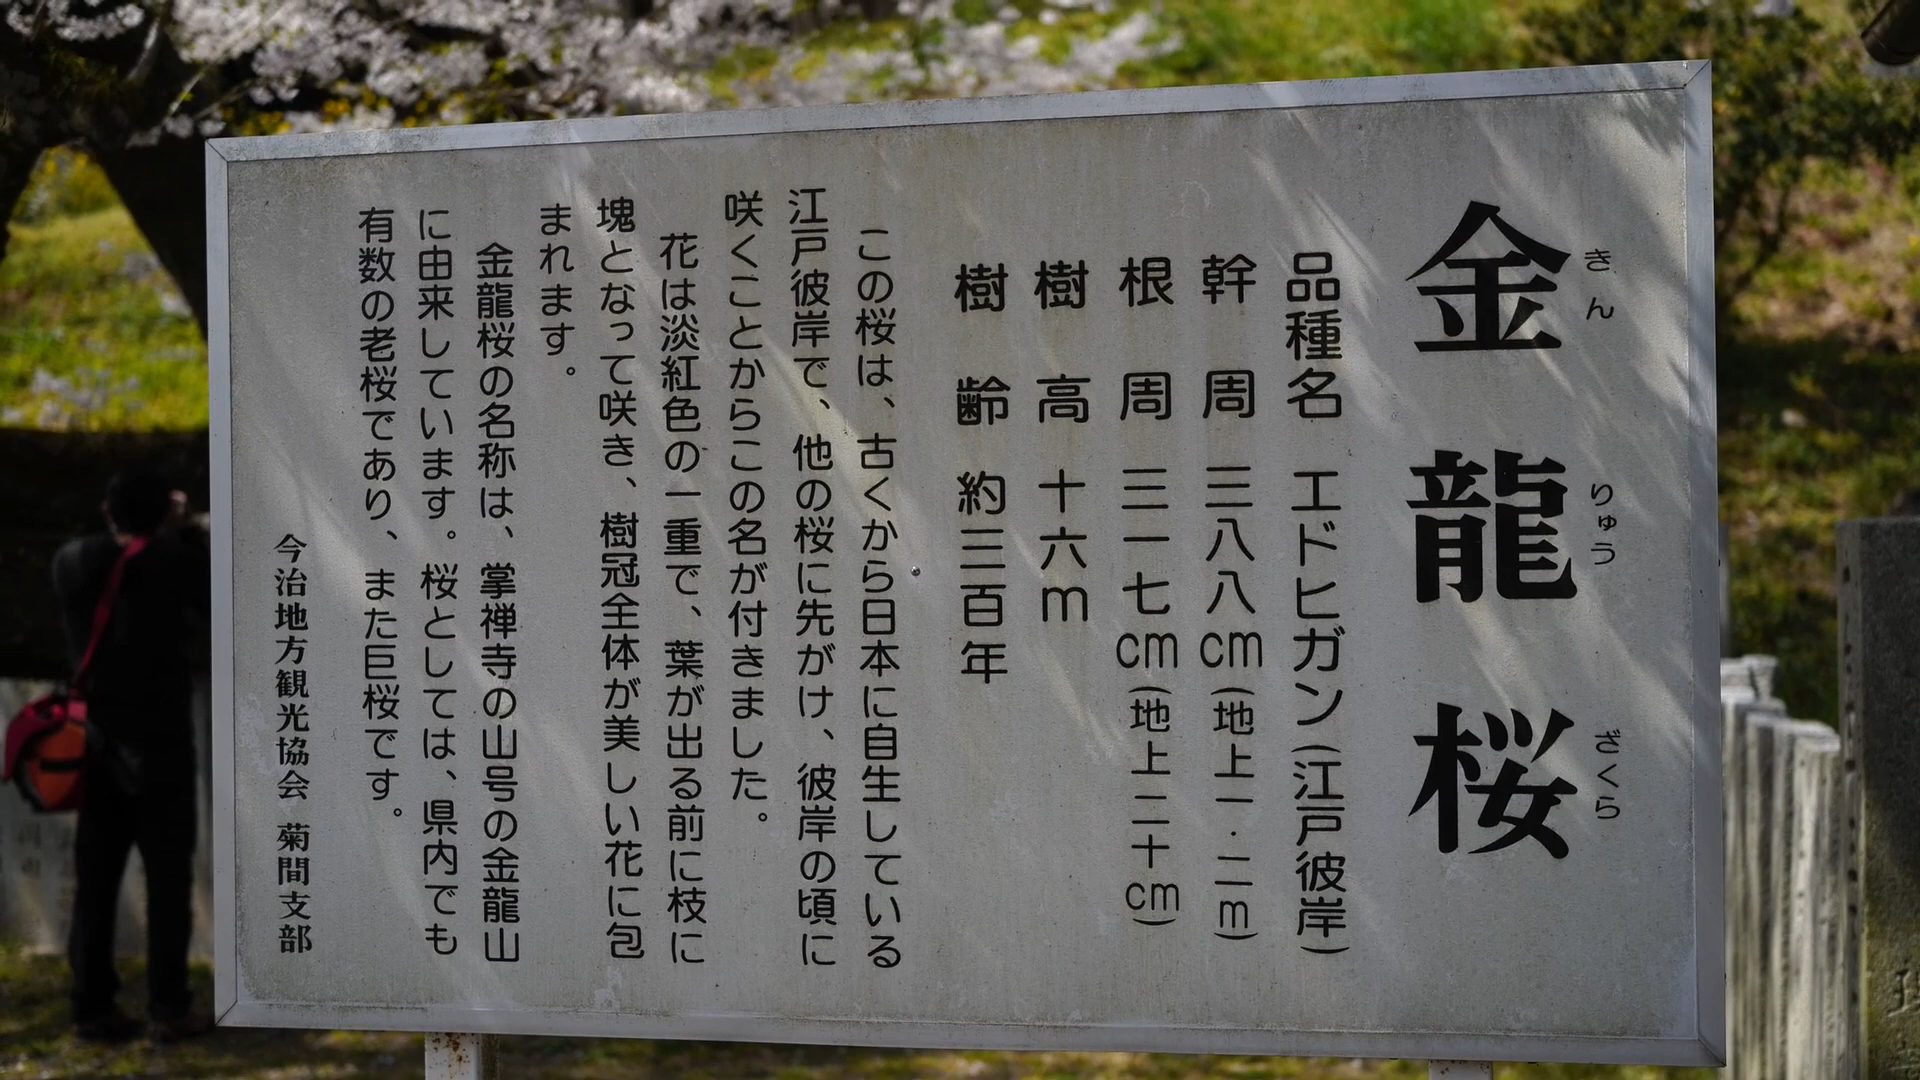 金龍桜
きんりゅうざくら
品種名 エドヒガン(江戸彼岸)
幹周 三八八cm(地上一・二m)
根周 三一七cm(地上二十cm)
樹高 十六m
樹齢 約三百年
この桜は、古くから日本に自生している
江戸彼岸で、他の桜に先がけ、彼岸の頃に
咲くことからこの名が付きました。
花は淡紅色の一重で、葉が出る前に枝に
塊となって咲き、樹冠全体が美しい花に包
まれます。
金龍桜の名称は、掌禅寺の山号の金龍山
に由来しています。桜としては、県内でも
有数の老桜であり、また巨桜です。
今治地方観光協会 菊間支部